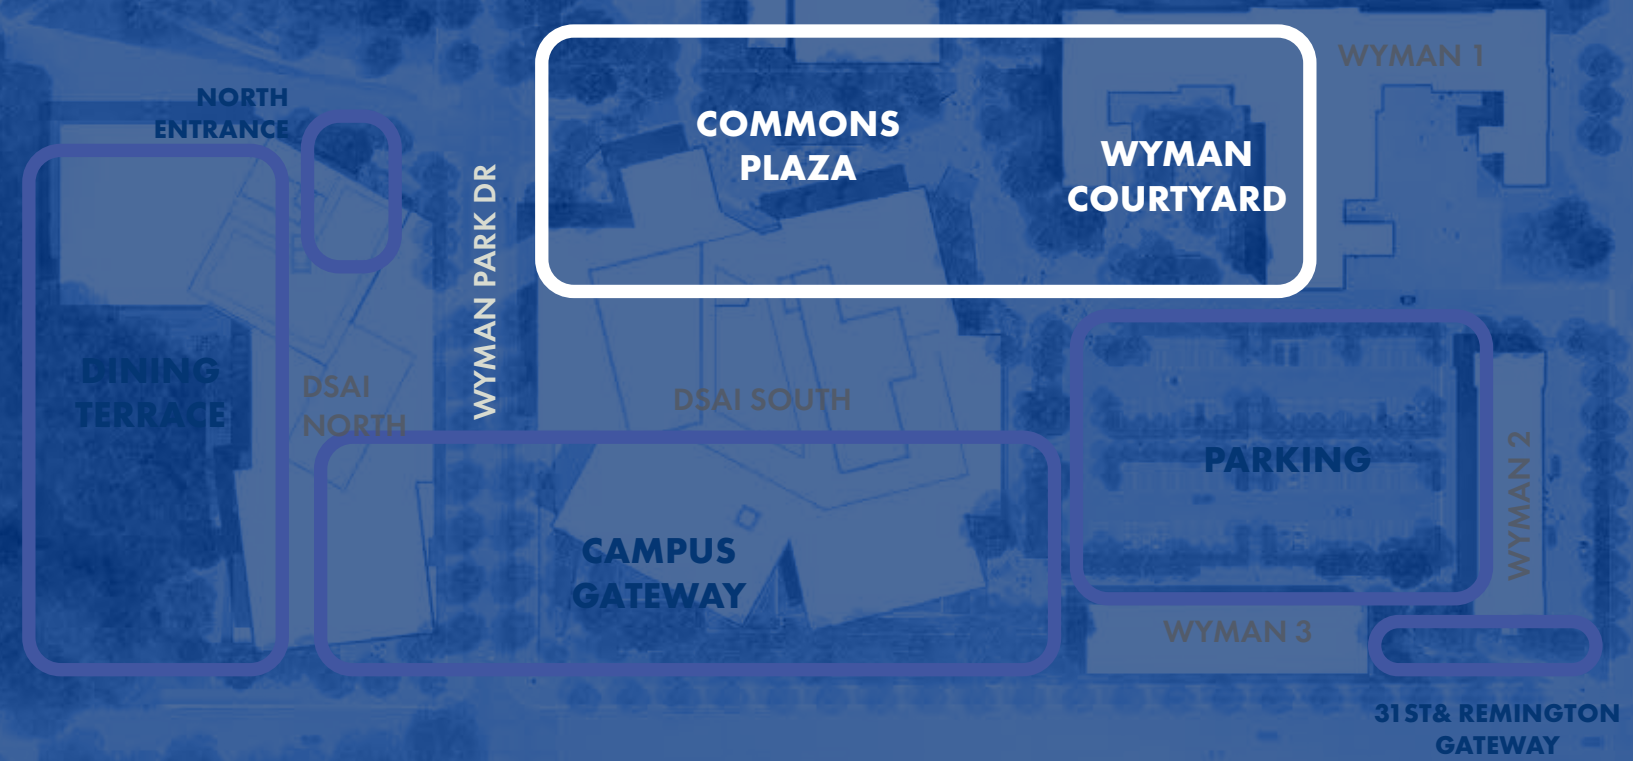 NORTH
ENTRANCE
COMMONS
PLAZA
WYMAN
COURTYARD
WYMAN 1
WYMAN PARK DR
DINING
TERRACE
DSAI
NORTH
DSAI SOUTH
PARKING
WYMAN 2
CAMPUS
GATEWAY
WYMAN 3
31ST& REMINGTON
GATEWAY